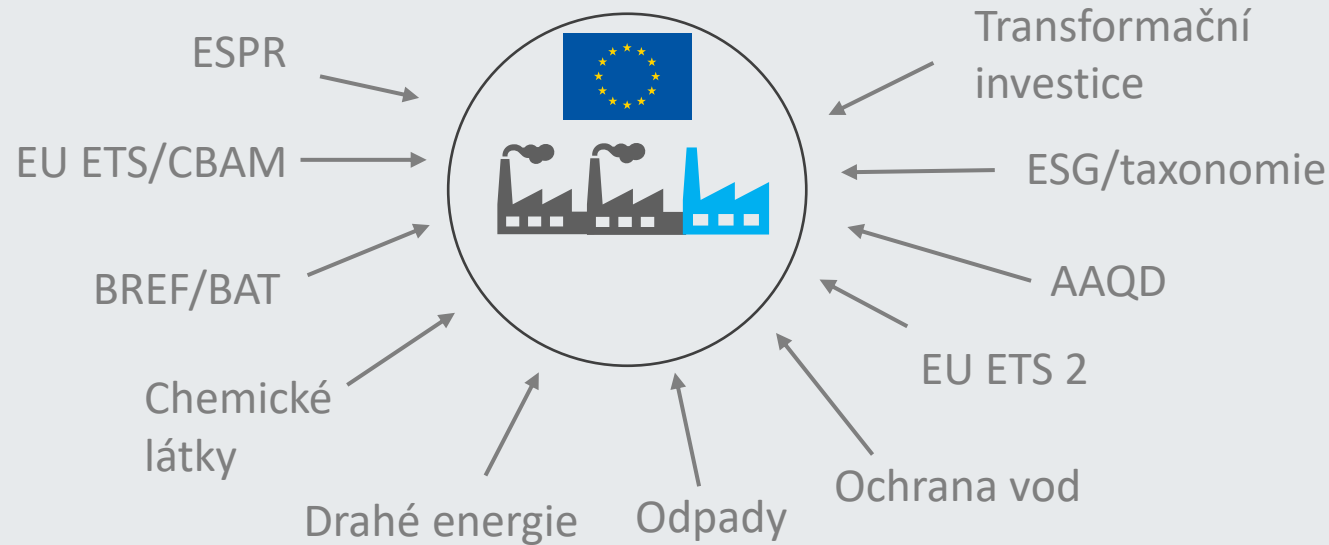 ESPR
EU ETS/CBAM
BREF/BAT
Chemické
látky
Drahé energie
Odpady
Ochrana vod
EU ETS 2
AAQD
ESG/taxonomie
Transformační
investice